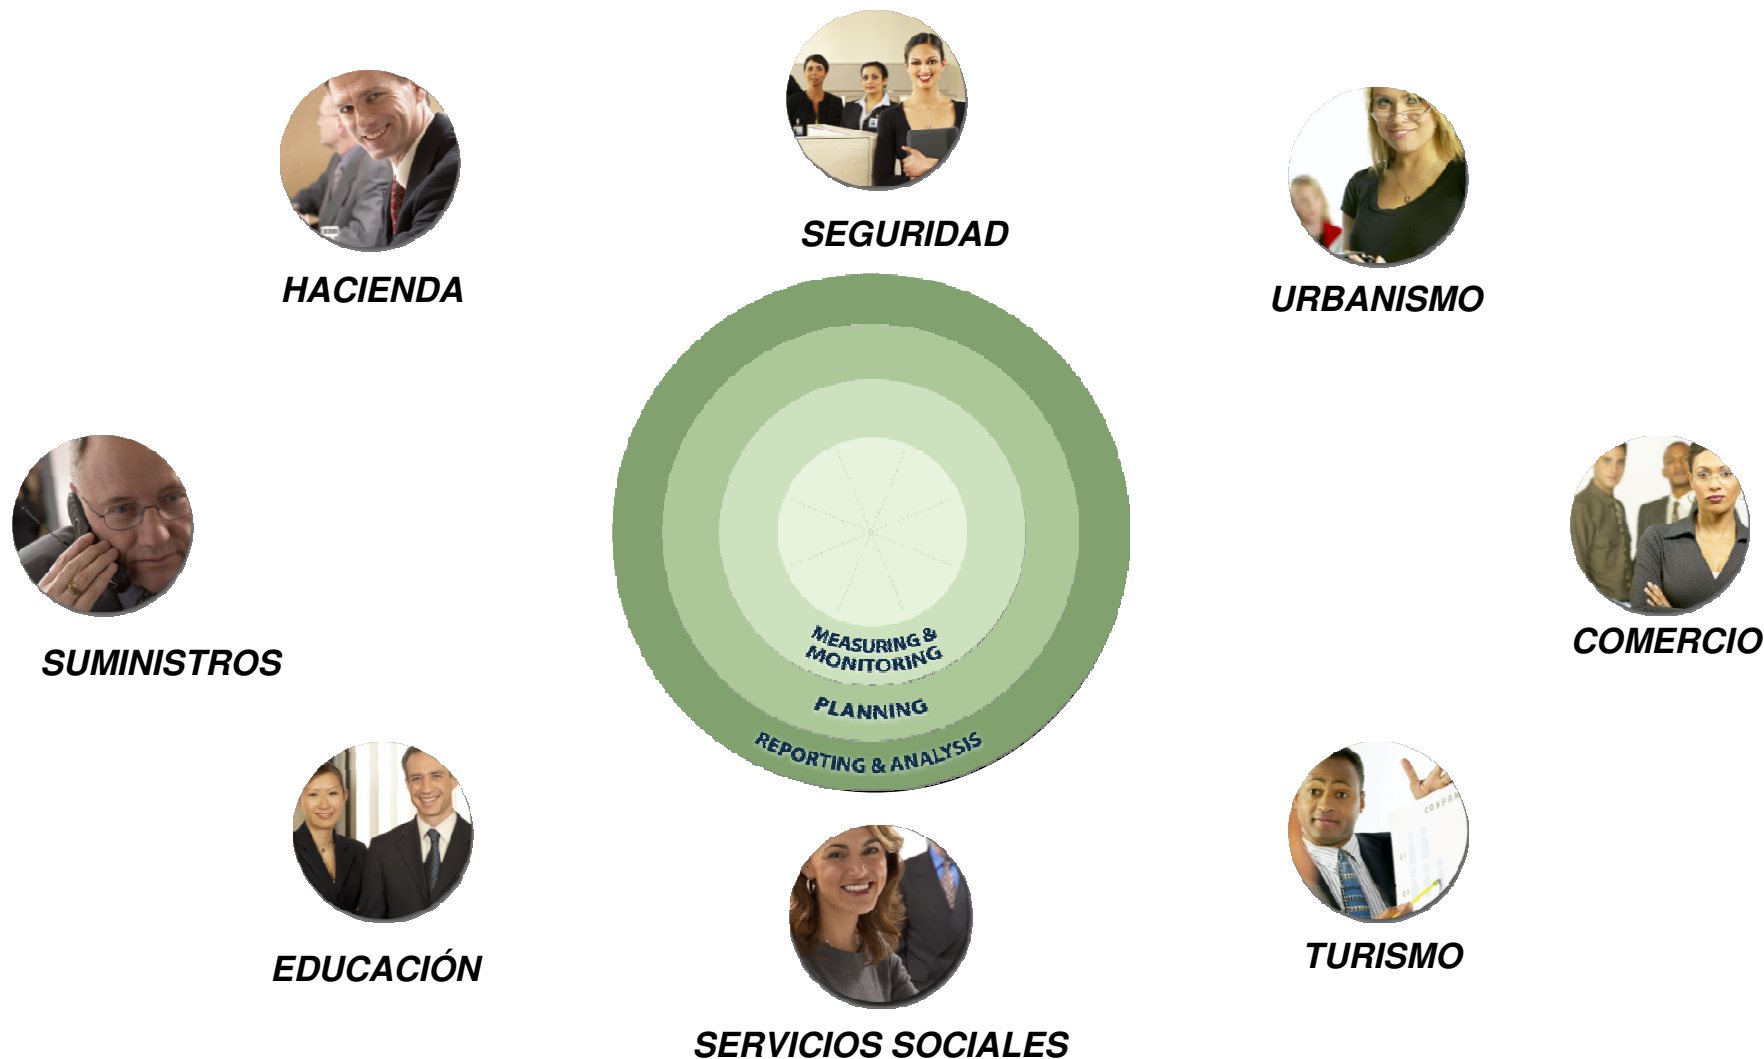 SEGURIDAD
HACIENDA
URBANISMO
SUMINISTROS
COMERCIO
MEASURING &
MONITORING
PLANNING
REPORTING & ANALYSIS
EDUCACIÓN
TURISMO
SERVICIOS SOCIALES